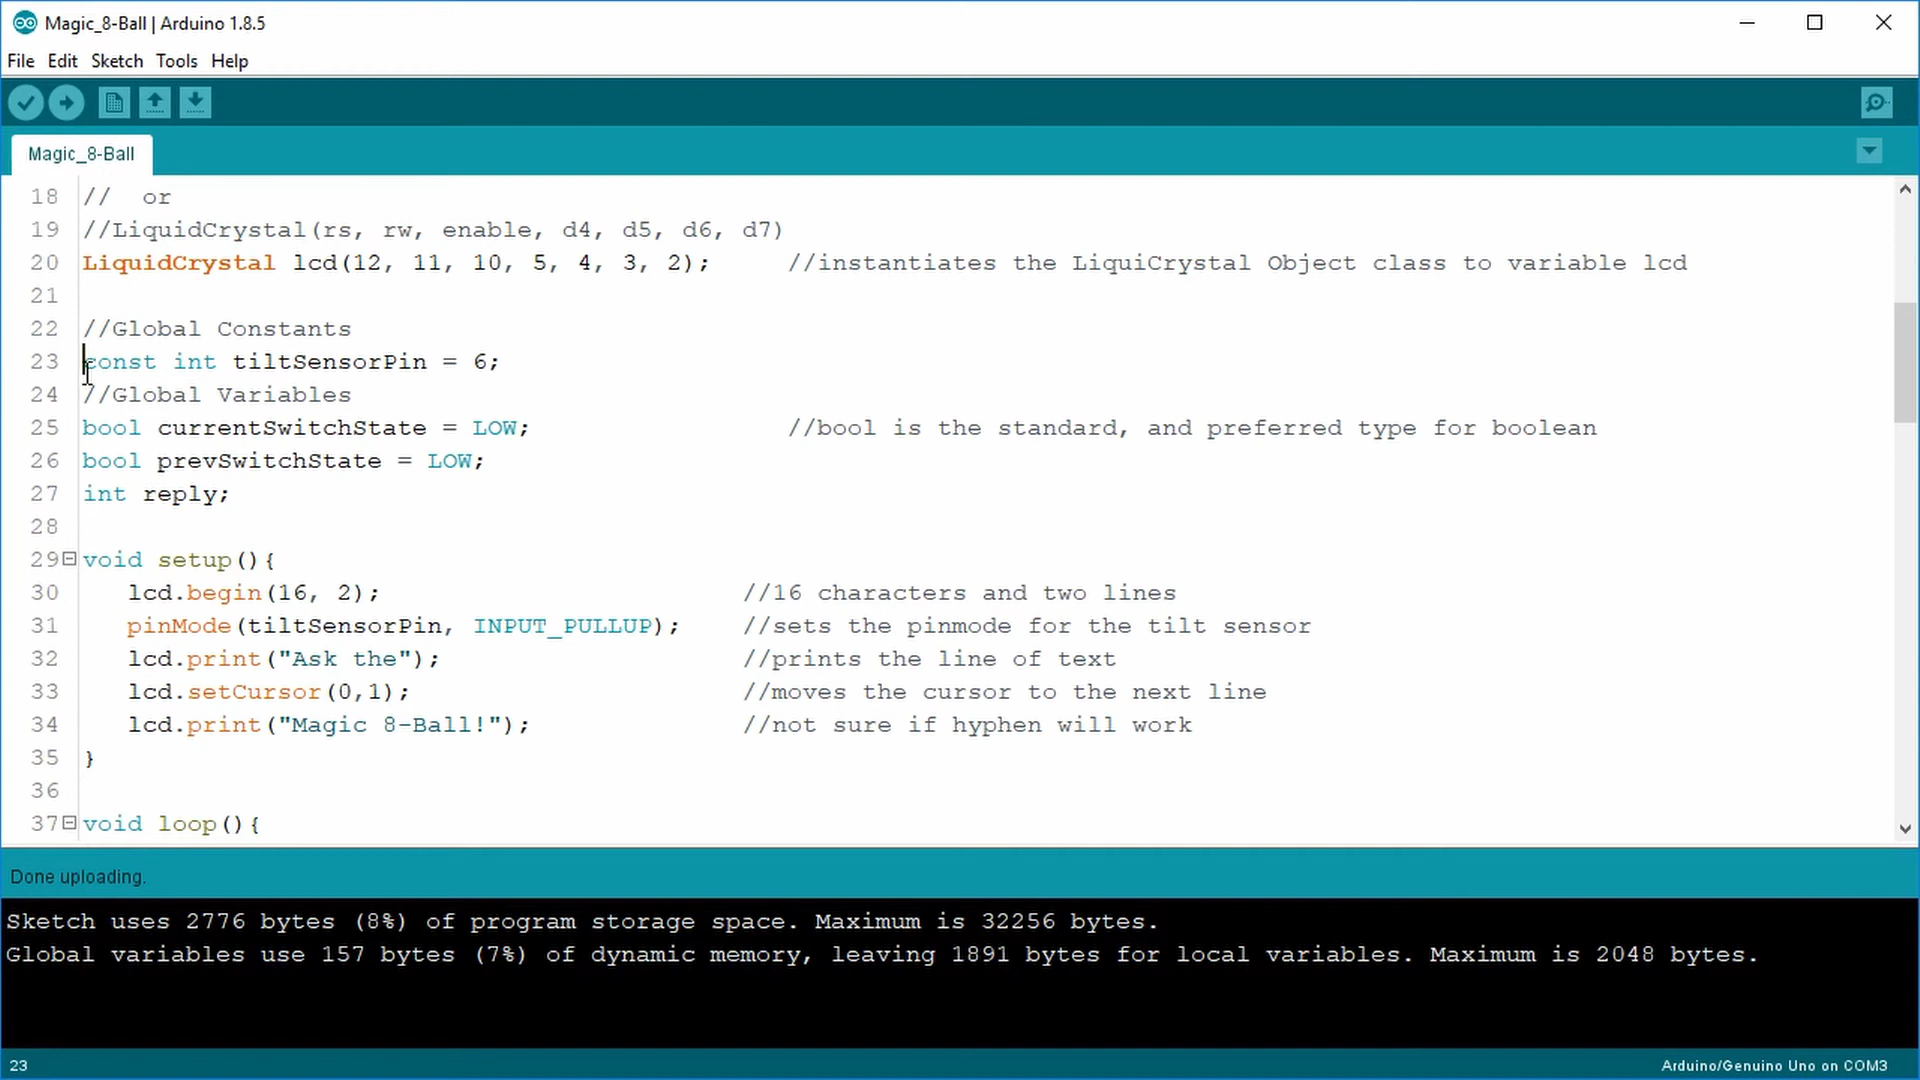 Magic_8-Ball | Arduino 1.8.5
File Edit Sketch Tools Help
Magic_8-Ball
18 //  or
19 //LiquidCrystal(rs, rw, enable, d4, d5, d6, d7)
20 LiquidCrystal lcd(12, 11, 10, 5, 4, 3, 2); //instantiates the LiquiCrystal Object class to variable lcd
21
22 //Global Constants
23 const int tiltSensorPin = 6;
24 //Global Variables
25 bool currentSwitchState = LOW; //bool is the standard, and preferred type for boolean
26 bool prevSwitchState = LOW;
27 int reply;
28
29 void setup(){
30 lcd.begin(16, 2); //16 characters and two lines
31 pinMode(tiltSensorPin, INPUT_PULLUP); //sets the pinmode for the tilt sensor
32 lcd.print("Ask the"); //prints the line of text
33 lcd.setCursor(0,1); //moves the cursor to the next line
34 lcd.print("Magic 8-Ball!"); //not sure if hyphen will work
35 }
36
37 void loop(){
Done uploading.
Sketch uses 2776 bytes (8%) of program storage space. Maximum is 32256 bytes.
Global variables use 157 bytes (7%) of dynamic memory, leaving 1891 bytes for local variables. Maximum is 2048 bytes.
23 Arduino/Genuino Uno on COM3